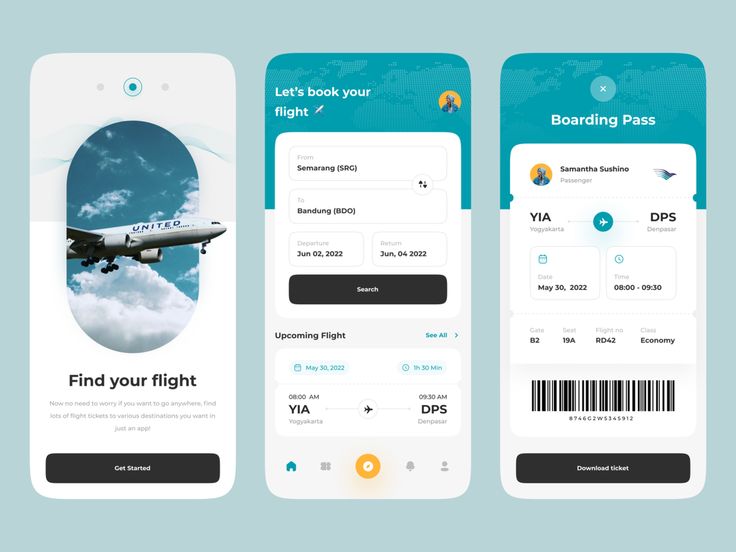 UNITED
Find your flight
Now no need to worry if you want to go anywhere, find
lots of flight tickets to various destinations you want in
just an app!
Get Started
Let's book your
flight
From
Semarang (SRG)
To
Bandung (BDO)
Departure
Jun 02, 2022
Return
Jun, 04 2022
Search
Upcoming Flight
See All
May 30, 2022
1h 30 Min
08:00 AM
09:30 AM
YIA
DPS
Yogyakarta
Denpasar
Boarding Pass
Samantha Sushino
Passenger
YIA
DPS
Yogyakarta
Denpasar
Date
May 30, 2022
Time
08:00 - 09:30
Gate
Seat
Flight no
Class
B2
19A
RD42
Economy
8746G2W5345912
Download ticket